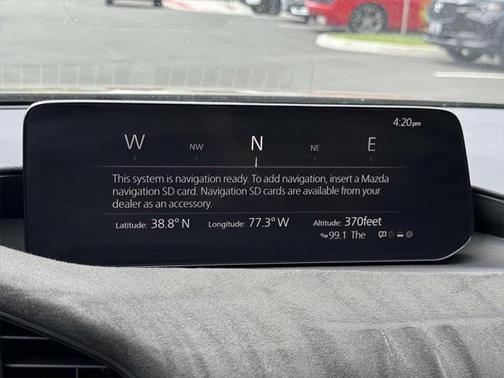 4:20pm
W NW N NE E
This system is navigation ready. To add navigation, insert a Mazda
navigation SD card. Navigation SD cards are available from your
dealer as an accessory.
Latitude: 38.8° N Longitude: 77.3° W Altitude: 370feet
99.1 The